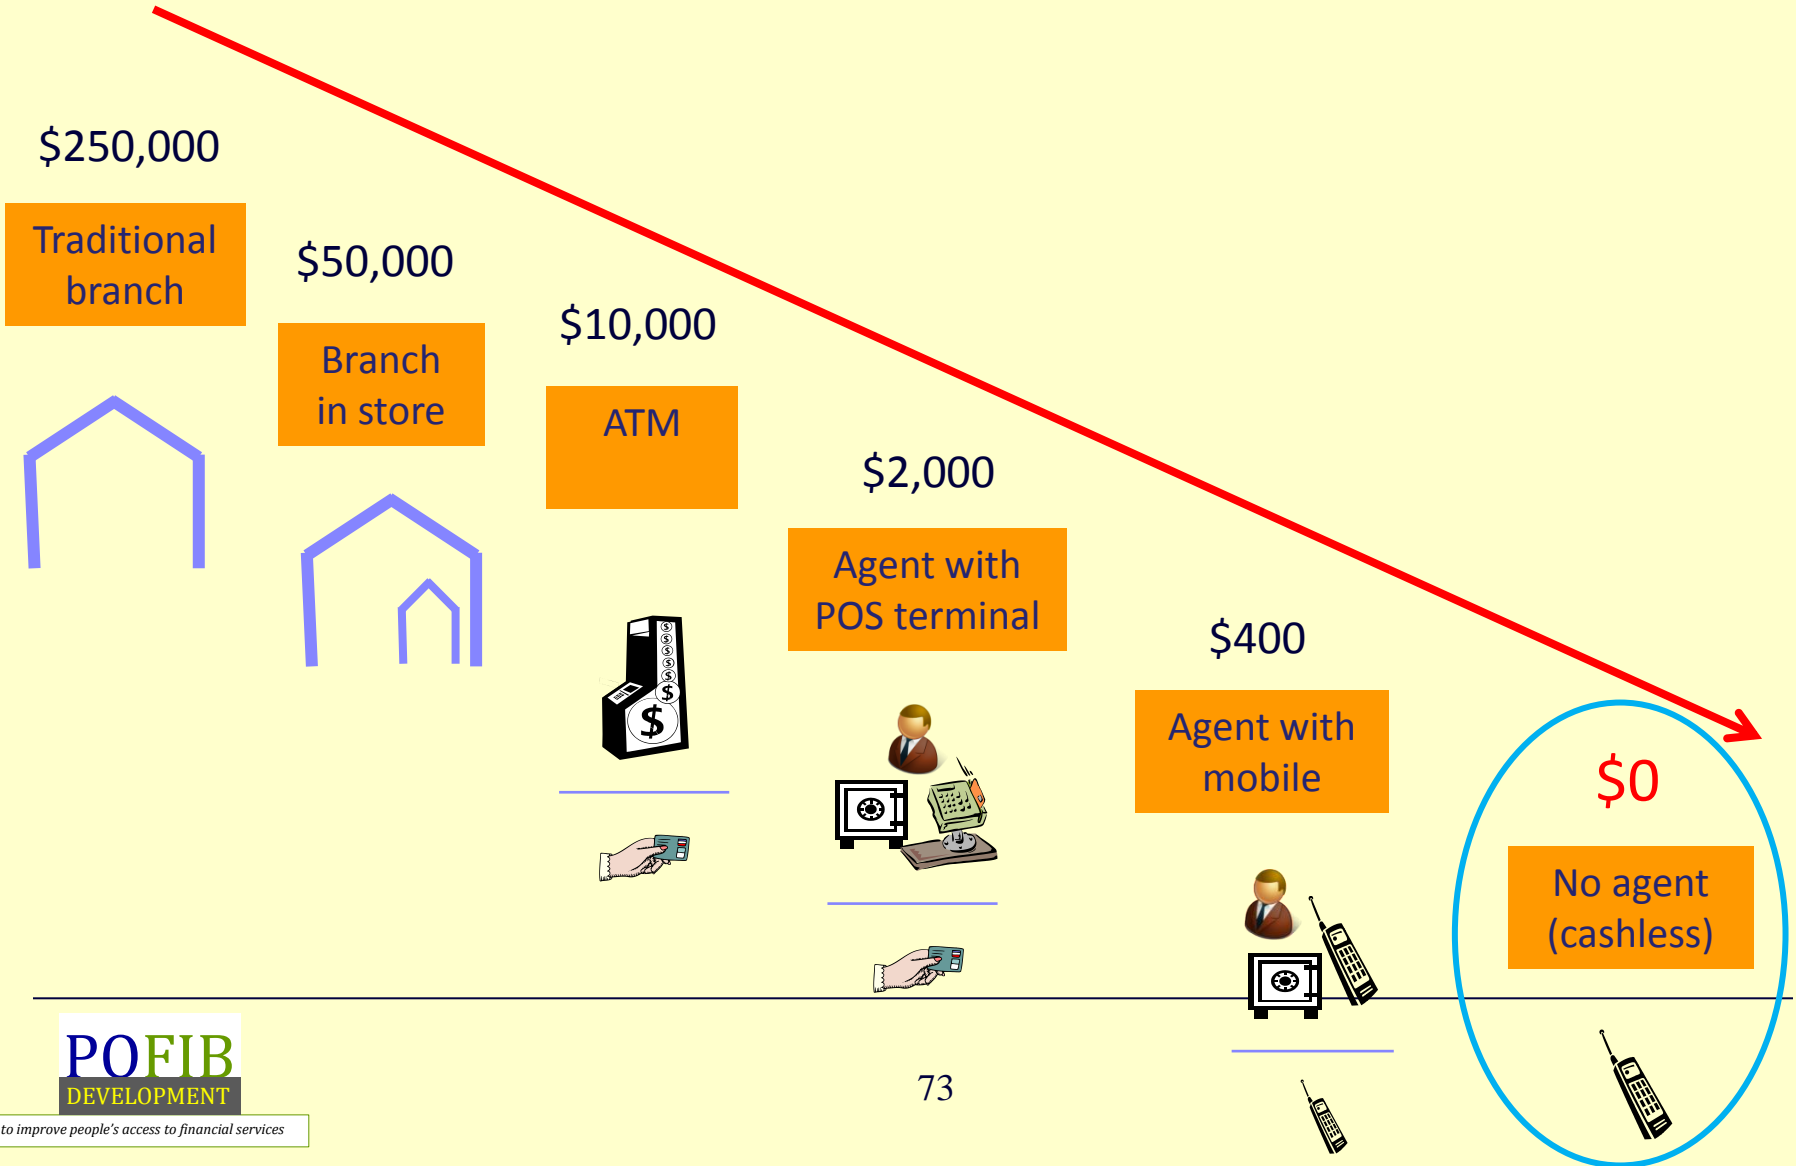 $250,000
Traditional
branch
$50,000
Branch
in store
$10,000
ATM
$2,000
Agent with
POS terminal
$400
Agent with
mobile
$0
No agent
(cashless)
POFIB
DEVELOPMENT
to improve people's access to financial services
73